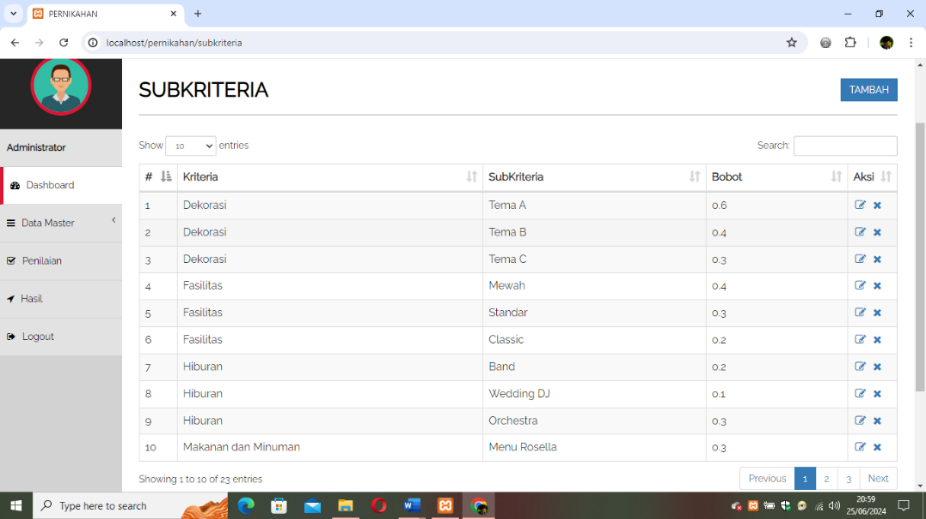 PERNIKAHAN
localhost/pernikahan/subkriteria
SUBKRITERIA
TAMBAH
Administrator
Dashboard
Data Master
Penilaian
Hasil
Logout
Show 10 entries
Search:
# Kriteria SubKriteria Bobot Aksi
1 Dekorasi Tema A 0.6
2 Dekorasi Tema B 0.4
3 Dekorasi Tema C 0.3
4 Fasilitas Mewah 0.4
5 Fasilitas Standar 0.3
6 Fasilitas Classic 0.2
7 Hiburan Band 0.2
8 Hiburan Wedding DJ 0.1
9 Hiburan Orchestra 0.3
10 Makanan dan Minuman Menu Rosella 0.3
Showing 1 to 10 of 23 entries
Previous 1 2 3 Next
Type here to search
20:59
25/06/2024